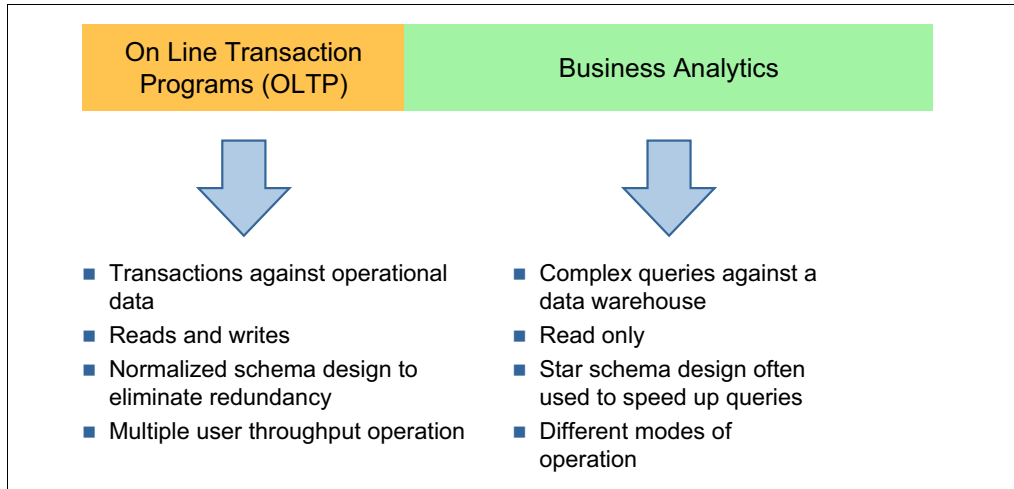 On Line Transaction
Programs (OLTP)
Business Analytics
Transactions against operational
data
Reads and writes
Normalized schema design to
eliminate redundancy
Multiple user throughput operation
Complex queries against a
data warehouse
Read only
Star schema design often
used to speed up queries
Different modes of
operation